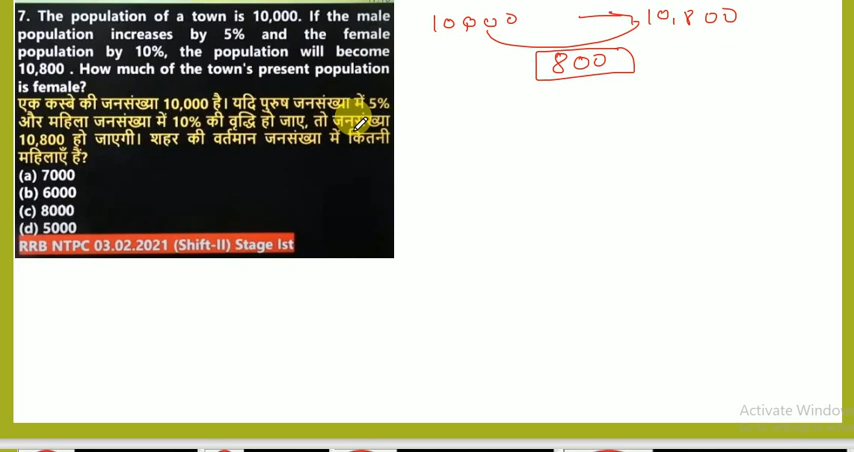 7. The population of a town is 10,000. If the male
population increases by 5% and the female
population by 10%, the population will become
10,800 . How much of the town's present population
is female?
एक कस्बे की जनसंख्या 10,000 है। यदि पुरुष जनसंख्या में 5%
और महिला जनसंख्या में 10% की वृद्धि हो जाए, तो जनसंख्या
10,800 हो जाएगी। शहर की वर्तमान जनसंख्या में कितनी
महिलाएँ हैं?
(a) 7000
(b) 6000
(c) 8000
(d) 5000
RRB NTPC 03.02.2021 (Shift-II) Stage Ist
10000 → 10,800
800
Activate Windows